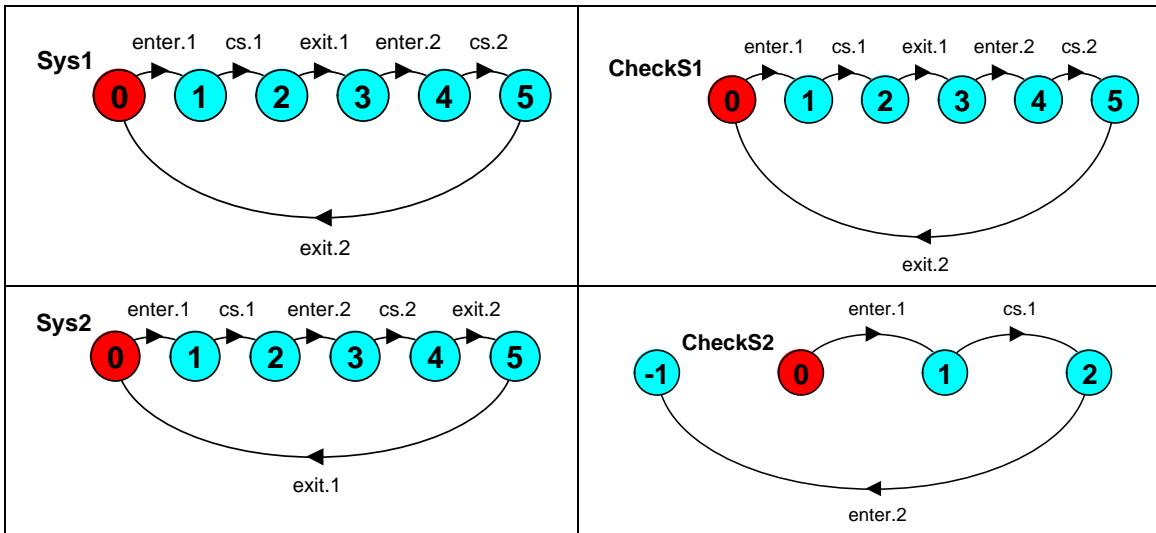 Sys1
enter.1 cs.1 exit.1 enter.2 cs.2
0 1 2 3 4 5
exit.2
CheckS1
enter.1 cs.1 exit.1 enter.2 cs.2
0 1 2 3 4 5
exit.2
Sys2
enter.1 cs.1 enter.2 cs.2 exit.2
0 1 2 3 4 5
exit.1
CheckS2
enter.1 cs.1
-1 0 1 2
enter.2